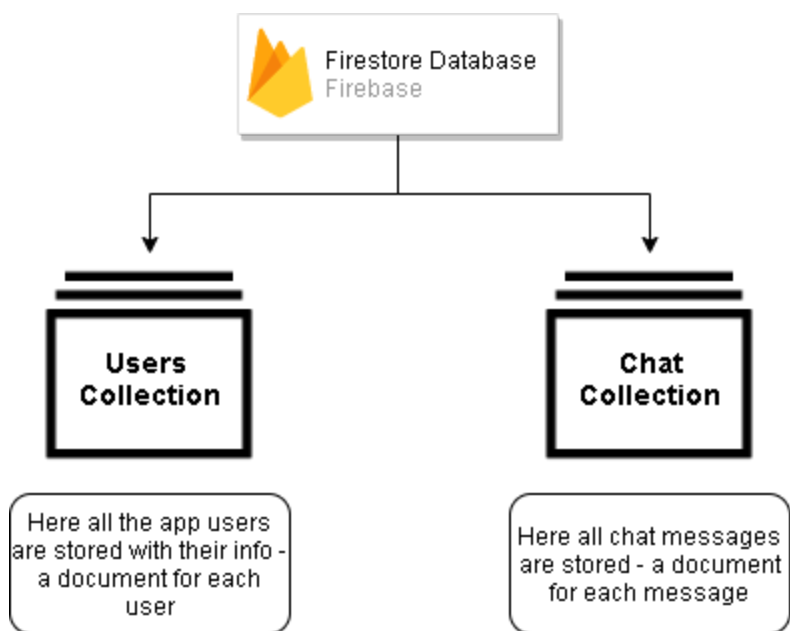 Firestore Database
Firebase
Users
Collection
Chat
Collection
Here all the app users
are stored with their info -
a document for each
user
Here all chat messages
are stored - a document
for each message